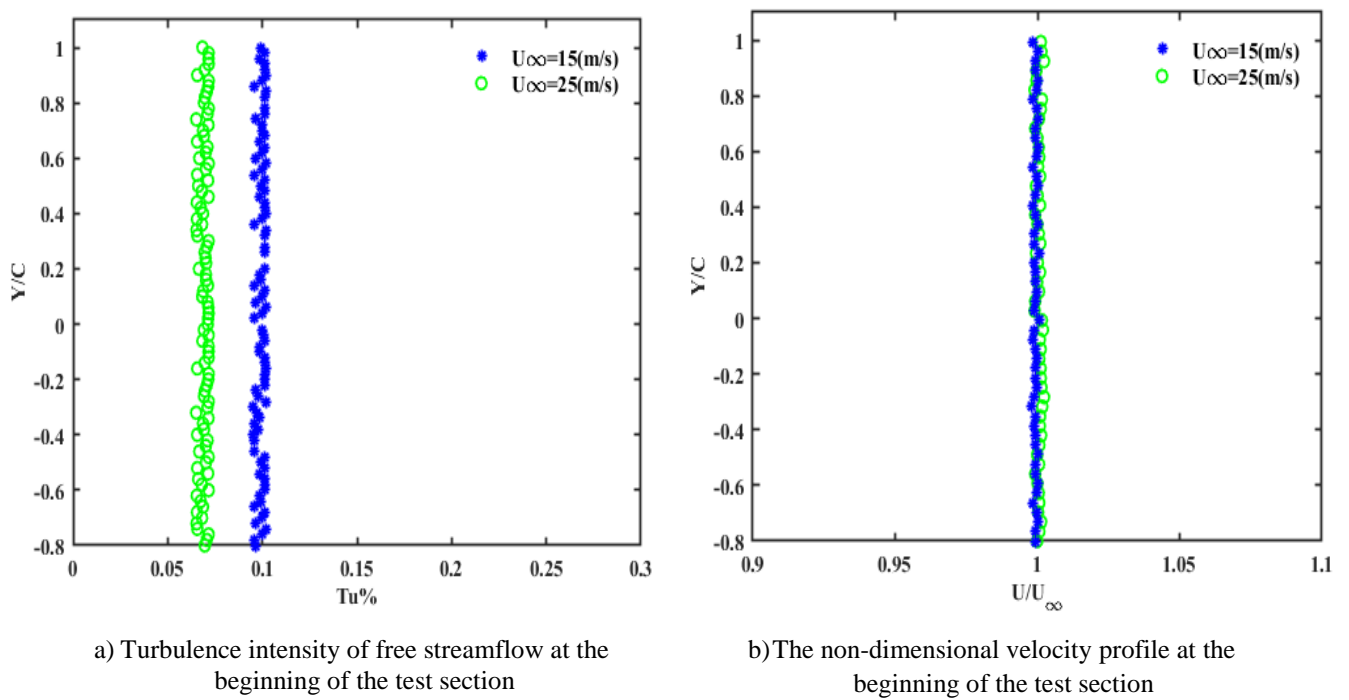 1
0.8
0.6
0.4
0.2
0
-0.2
-0.4
-0.6
-0.8
Y/C
0 0.05 0.1 0.15 0.2 0.25 0.3
Tu%
U∞=15(m/s)
U∞=25(m/s)
1
0.8
0.6
0.4
0.2
0
-0.2
-0.4
-0.6
-0.8
Y/C
0.9 0.95 1 1.05 1.1
U/U∞
U∞=15(m/s)
U∞=25(m/s)
a) Turbulence intensity of free streamflow at the
beginning of the test section
b)The non-dimensional velocity profile at the
beginning of the test section